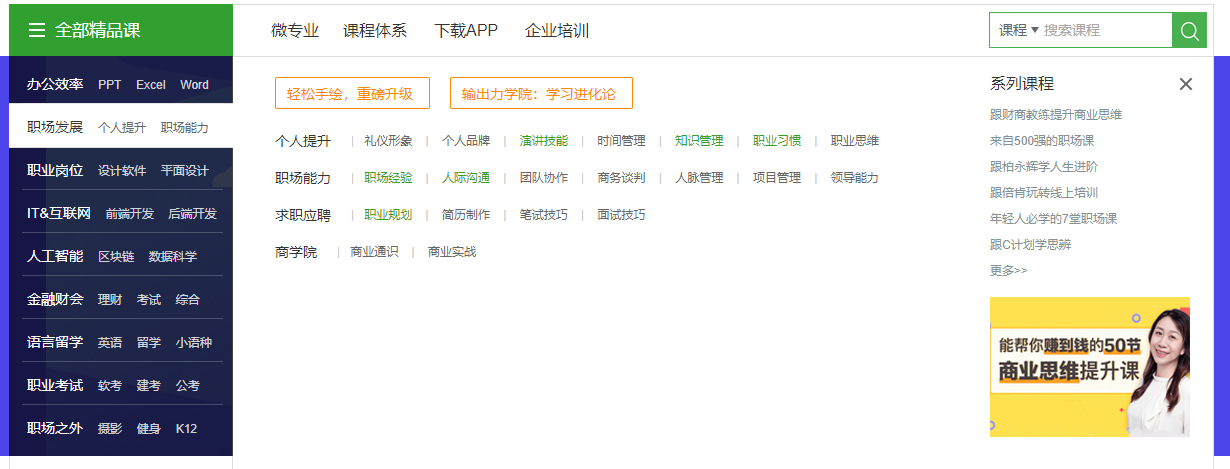 全部精品课
微专业 课程体系 下载APP 企业培训
课程 搜索课程
办公效率 PPT Excel Word
职场发展 个人提升 职场能力
职业岗位 设计软件 平面设计
IT&互联网 前端开发 后端开发
人工智能 区块链 数据科学
金融财会 理财 考试 综合
语言留学 英语 留学 小语种
职业考试 软考 建考 公考
职场之外 摄影 健身 K12
轻松手绘，重磅升级 输出力学院：学习进化论
个人提升 | 礼仪形象 | 个人品牌 | 演讲技能 | 时间管理 | 知识管理 | 职业习惯 | 职业思维
职场能力 | 职场经验 | 人际沟通 | 团队协作 | 商务谈判 | 人脉管理 | 项目管理 | 领导能力
求职应聘 | 职业规划 | 简历制作 | 笔试技巧 | 面试技巧
商学院 | 商业通识 | 商业实战
系列课程
跟财商教练提升商业思维
来自500强的职场课
跟柏永辉学人生进阶
跟倍肯玩转线上培训
年轻人必学的7堂职场课
跟C计划学思辨
更多>>
能帮你赚到钱的50节
商业思维提升课